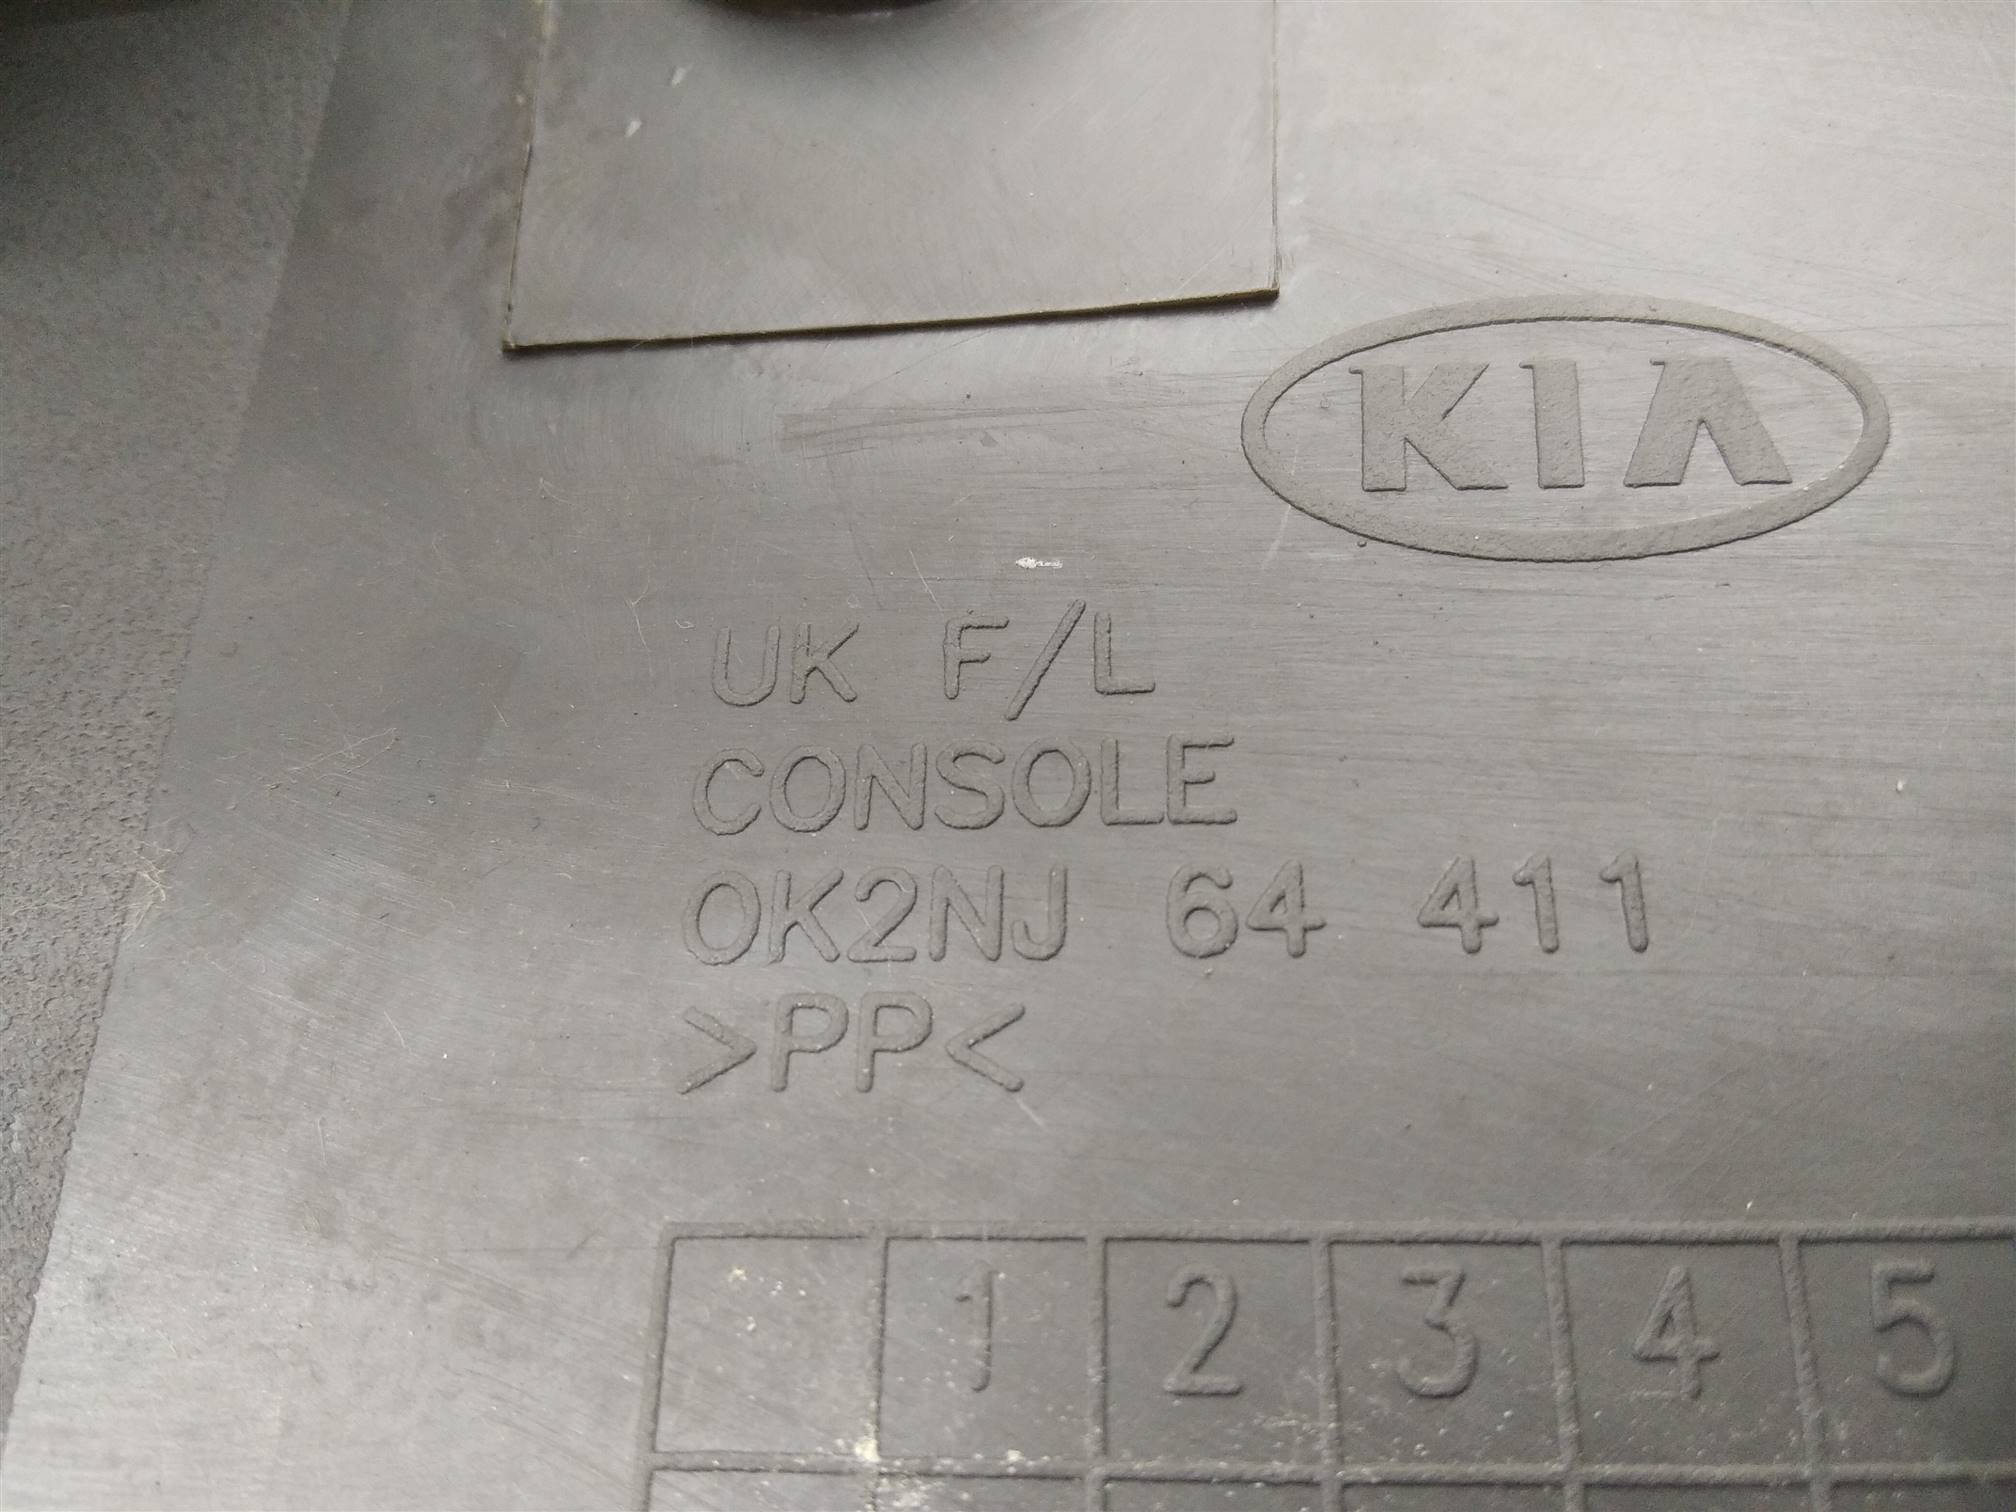 KIA
UK F/L
CONSOLE
0K2NJ 64 411
>PP<
1 2 3 4 5